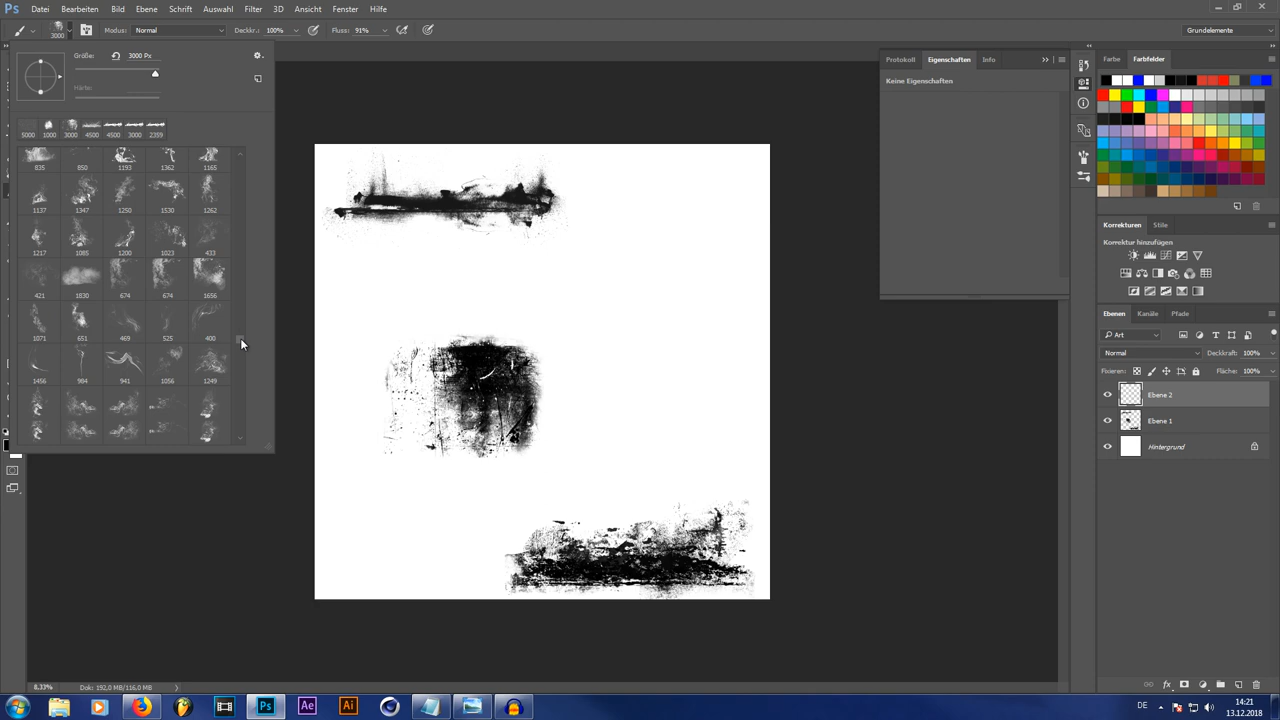 Ps Datei Bearbeiten Bild Ebene Schrift Auswahl Filter 3D Ansicht Fenster Hilfe
3000 Modus: Normal Deckkr.: 100% Fluss: 91% Grundelemente
Größe: 3000 Px
Härte:
5000 1000 3000 4500 4500 3000 2359
835 850 1193 1362 1165
1137 1347 1250 1530 1262
1217 1085 1200 1023 433
421 1830 674 674 1656
1071 651 469 525 400
1456 984 941 1056 1249
Protokoll Eigenschaften Info
Keine Eigenschaften
Farbe Farbfelder
Korrekturen Stile
Korrektur hinzufügen
Ebenen Kanäle Pfade
Art
Normal Deckkraft: 100%
Fixieren: Fläche: 100%
Ebene 2
Ebene 1
Hintergrund
8.33% Dok: 192,0 MB/116,0 MB
Ps Ae Ai
DE 14:21
13.12.2018